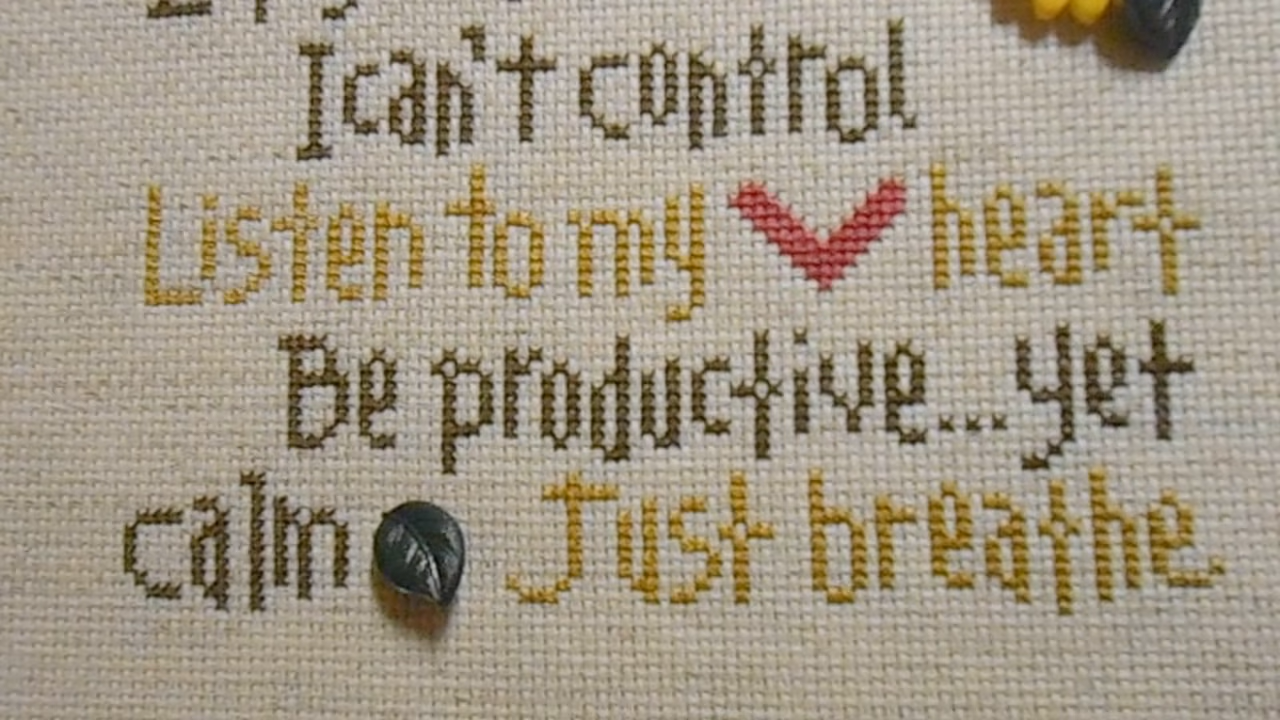 I can't control
Listen to my heart
Be productive...yet
calm Just breathe